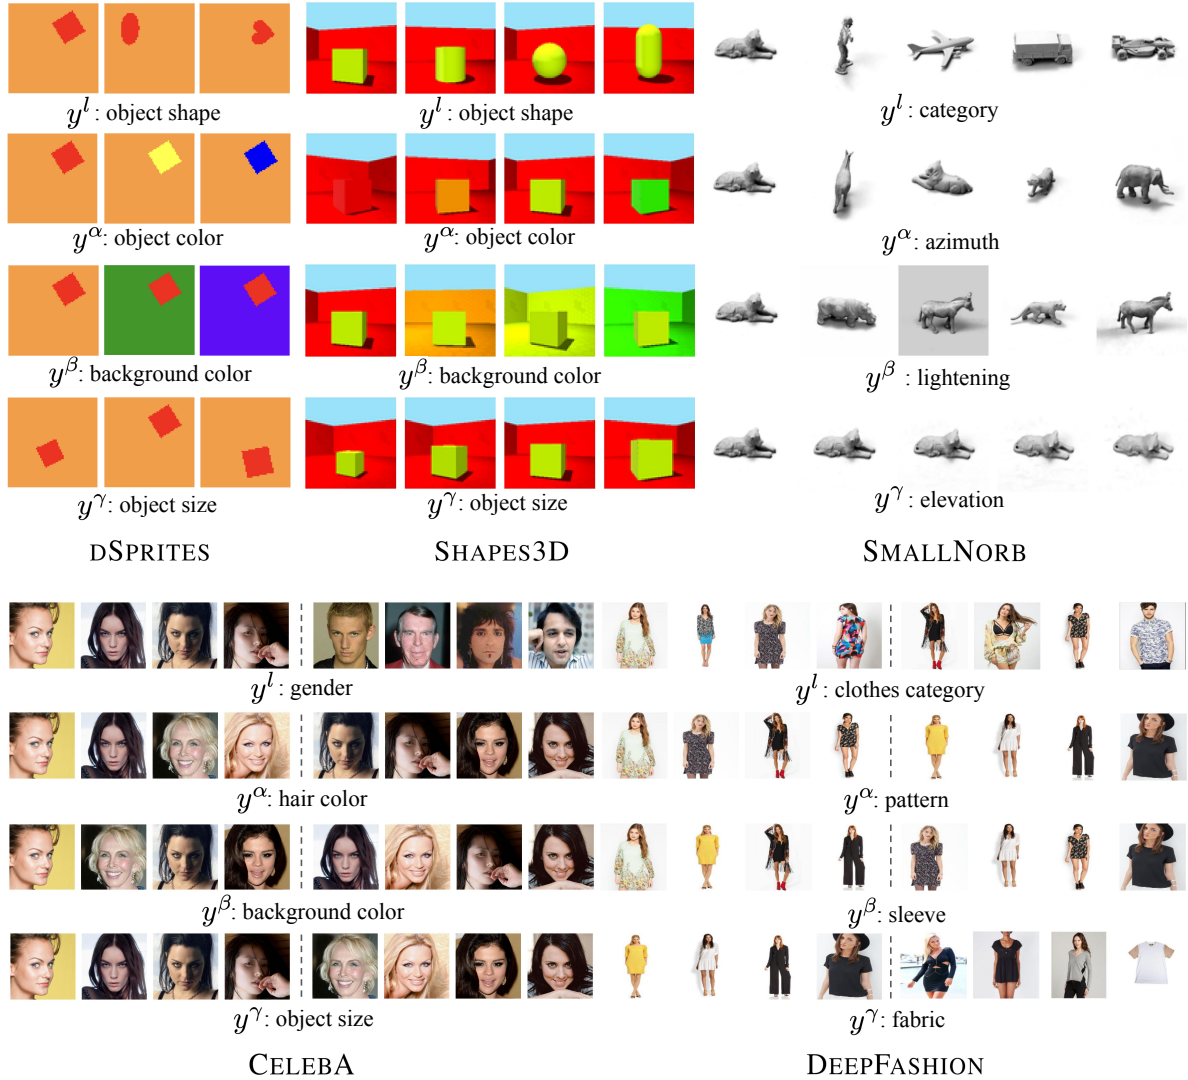 y^l : object shape
y^l : object shape
y^l : category
y^α: object color
y^α: object color
y^α: azimuth
y^β: background color
y^β: background color
y^β : lightening
y^γ: object size
y^γ: object size
y^γ : elevation
DSPRITES
SHAPES3D
SMALLNORB
y^l : gender
y^l : clothes category
y^α: hair color
y^α: pattern
y^β: background color
y^β: sleeve
y^γ: object size
y^γ: fabric
CELEBA
DEEPFASHION